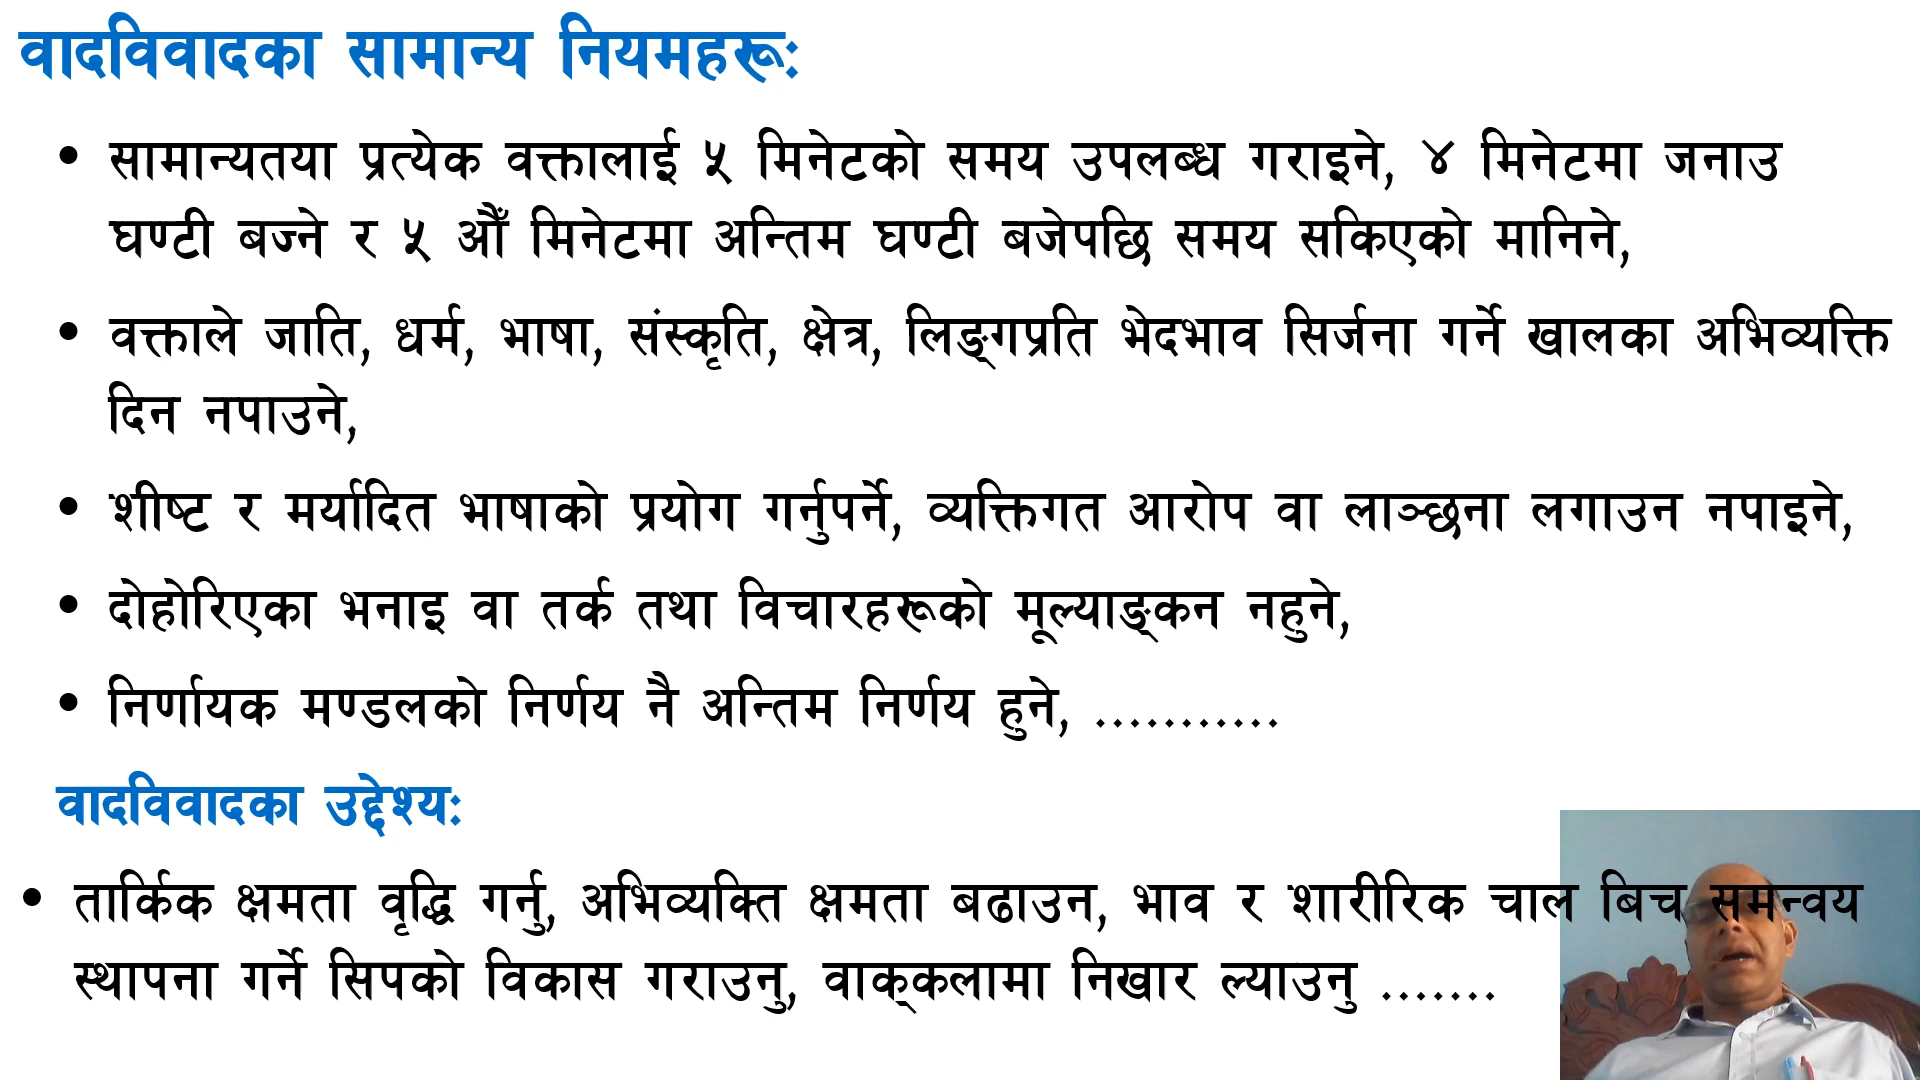 वादविवादका सामान्य नियमहरूः
• सामान्यतया प्रत्येक वक्तालाई ५ मिनेटको समय उपलब्ध गराइने, ४ मिनेटमा जनाउ
घण्टी बज्ने र ५ औँ मिनेटमा अन्तिम घण्टी बजेपछि समय सकिएको मानिने,
• वक्ताले जाति, धर्म, भाषा, संस्कृति, क्षेत्र, लिङ्गप्रति भेदभाव सिर्जना गर्ने खालका अभिव्यक्ति
दिन नपाउने,
• शीष्ट र मर्यादित भाषाको प्रयोग गर्नुपर्ने, व्यक्तिगत आरोप वा लाञ्छना लगाउन नपाइने,
• दोहोरिएका भनाइ वा तर्क तथा विचारहरूको मूल्याङ्कन नहुने,
• निर्णायक मण्डलको निर्णय नै अन्तिम निर्णय हुने, ...........
वादविवादका उद्देश्यः
• तार्किक क्षमता वृद्धि गर्नु, अभिव्यक्ति क्षमता बढाउन, भाव र शारीरिक चाल बिच समन्वय
स्थापना गर्ने सिपको विकास गराउनु, वाक्कलामा निखार ल्याउनु .......